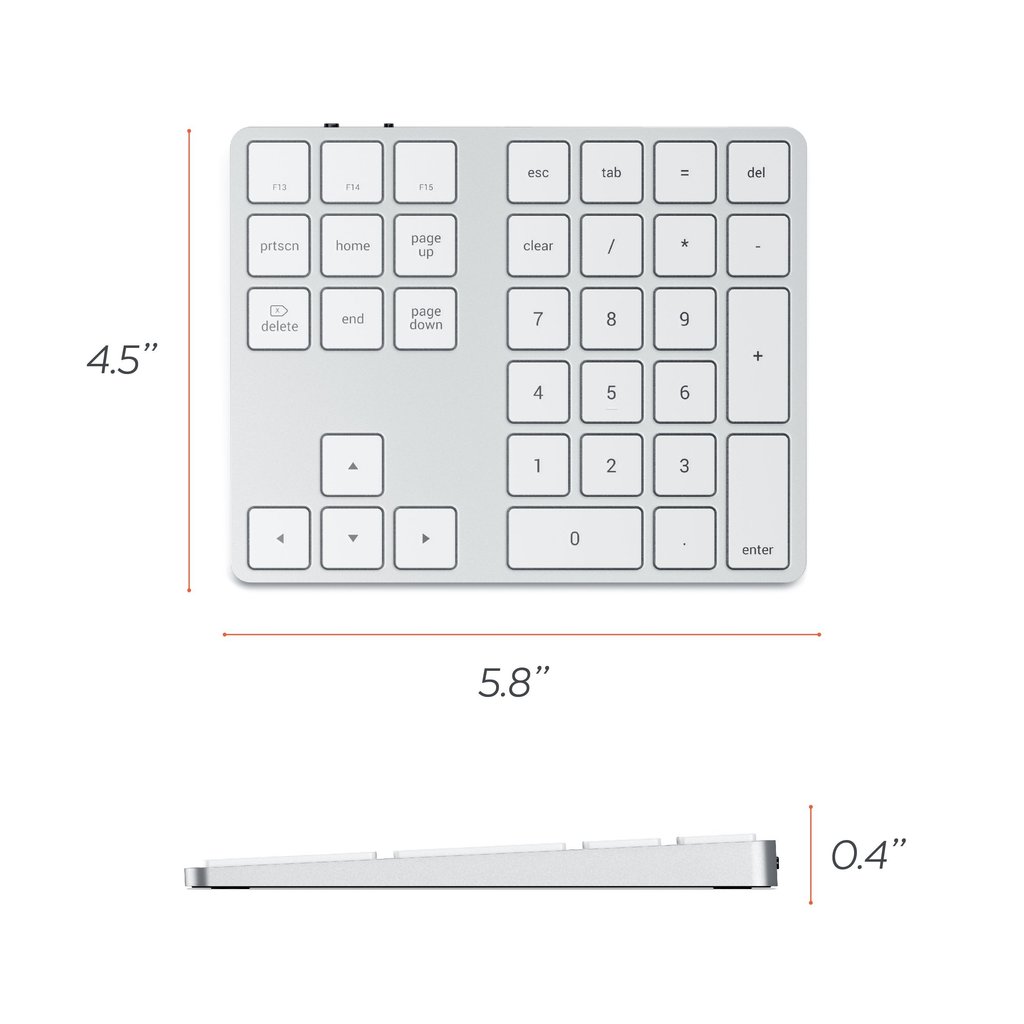 F13 F14 F15 esc tab = del
prtscn home page up clear / * -
delete end page down 7 8 9 +
4 5 6
1 2 3
0 . enter
4.5”
5.8”
0.4”